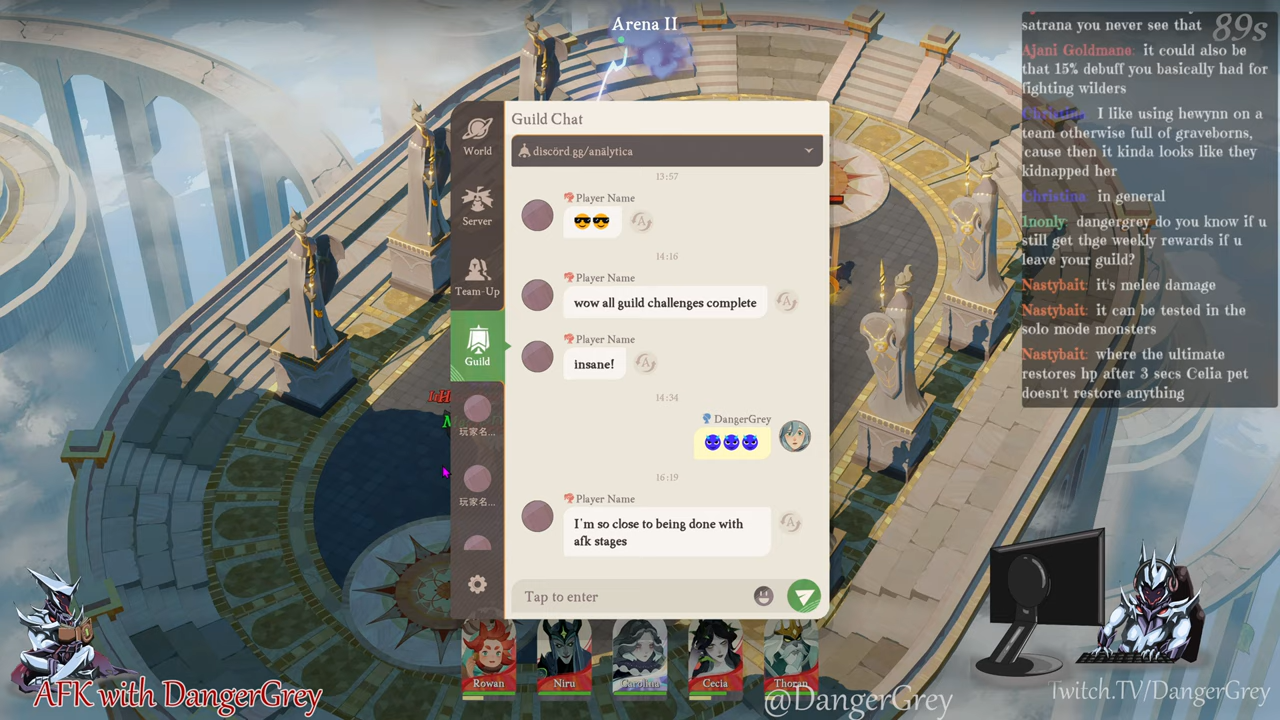 Arena II
89s
satrana you never see that
Ajani Goldmane: it could also be
that 15% debuff you basically had for
fighting wilders
Christina: I like using hewynn on a
team otherwise full of graveborns,
'cause then it kinda looks like they
kidnapped her
Christina: in general
1nonly: dangergrey do you know if u
still get thge weekly rewards if u
leave your guild?
Nastybait: it's melee damage
Nastybait: it can be tested in the
solo mode monsters
Nastybait: where the ultimate
restores hp after 3 secs Celia pet
doesn't restore anything
World
Server
Team-Up
Guild
玩家名...
玩家名...
Guild Chat
discörd gg/anälytica
13:57
Player Name
14:16
Player Name
wow all guild challenges complete
Player Name
insane!
14:34
DangerGrey
16:19
Player Name
I'm so close to being done with
afk stages
Tap to enter
Rowan
Niru
Carolina
Cecia
Thoran
AFK with DangerGrey
@DangerGrey
Twitch.TV/DangerGrey